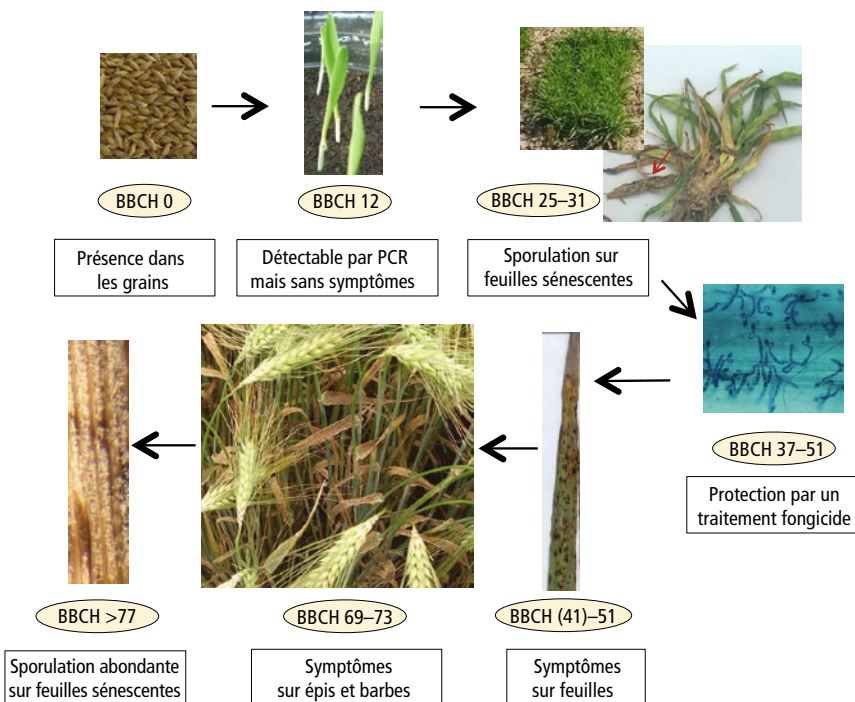 BBCH 0
Présence dans
les grains
BBCH 12
Détectable par PCR
mais sans symptômes
BBCH 25–31
Sporulation sur
feuilles sénescentes
BBCH 37–51
Protection par un
traitement fongicide
BBCH (41)–51
Symptômes
sur feuilles
BBCH 69–73
Symptômes
sur épis et barbes
BBCH >77
Sporulation abondante
sur feuilles sénescentes